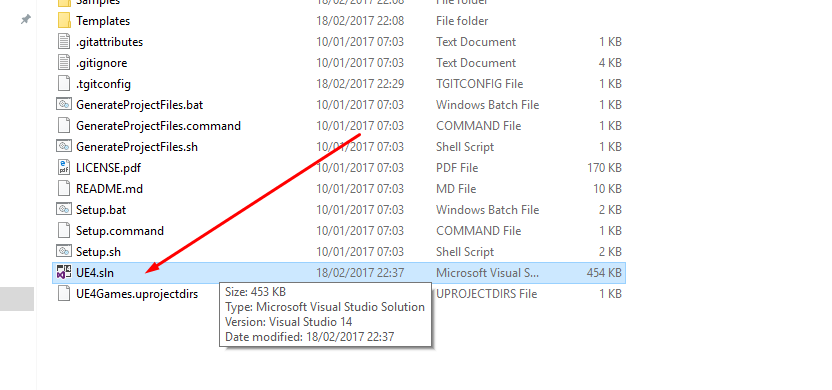 Samples 18/02/2017 22:08 File folder
Templates 18/02/2017 22:08 File folder
.gitattributes 10/01/2017 07:03 Text Document 1 KB
.gitignore 10/01/2017 07:03 Text Document 4 KB
.tgitconfig 18/02/2017 22:29 TGITCONFIG File 1 KB
GenerateProjectFiles.bat 10/01/2017 07:03 Windows Batch File 1 KB
GenerateProjectFiles.command 10/01/2017 07:03 COMMAND File 1 KB
GenerateProjectFiles.sh 10/01/2017 07:03 Shell Script 1 KB
LICENSE.pdf 10/01/2017 07:03 PDF File 170 KB
README.md 10/01/2017 07:03 MD File 10 KB
Setup.bat 10/01/2017 07:03 Windows Batch File 2 KB
Setup.command 10/01/2017 07:03 COMMAND File 1 KB
Setup.sh 10/01/2017 07:03 Shell Script 2 KB
UE4.sln 18/02/2017 22:37 Microsoft Visual S... 454 KB
UE4Games.uprojectdirs UPROJECTDIRS File 1 KB
Size: 453 KB
Type: Microsoft Visual Studio Solution
Version: Visual Studio 14
Date modified: 18/02/2017 22:37